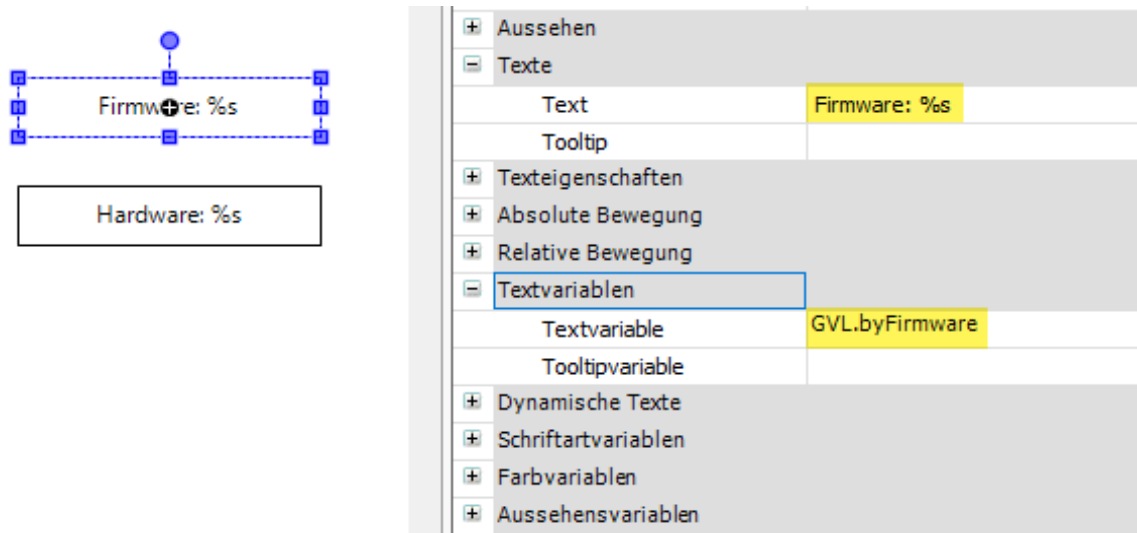 Firmware: %s
Hardware: %s
Aussehen
Texte
Text Firmware: %s
Tooltip
Texteigenschaften
Absolute Bewegung
Relative Bewegung
Textvariablen
Textvariable GVL.byFirmware
Tooltipvariable
Dynamische Texte
Schriftartvariablen
Farbvariablen
Aussehensvariablen